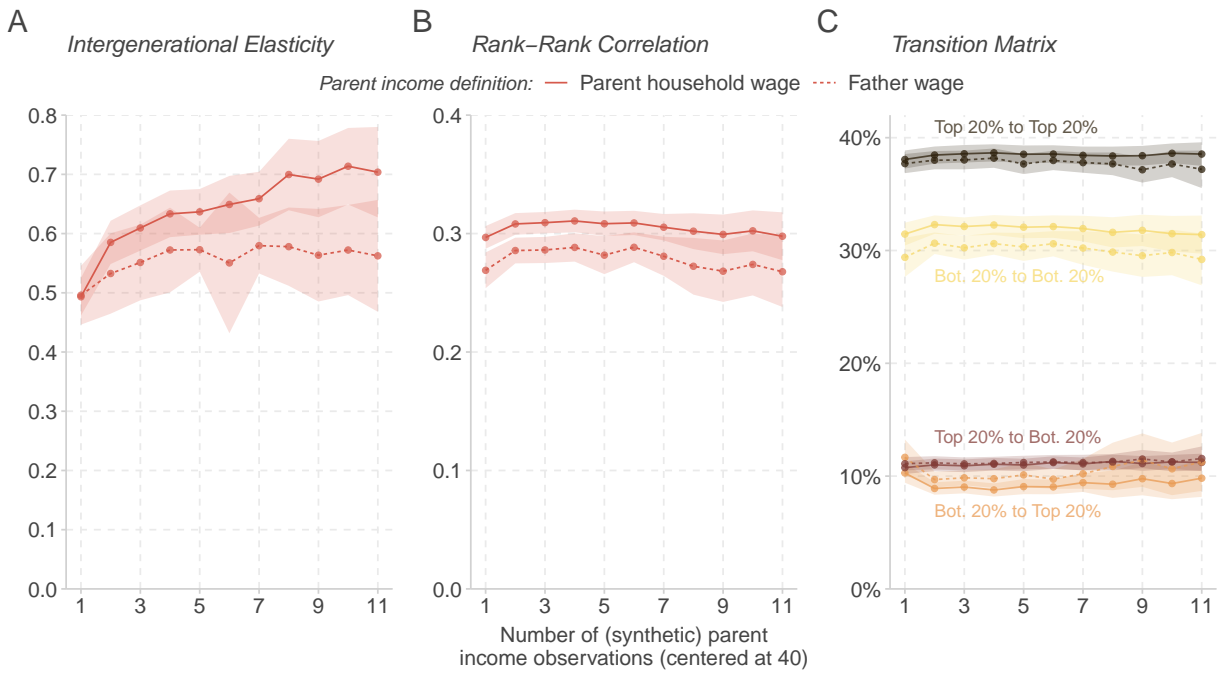 A
Intergenerational Elasticity
B
Rank–Rank Correlation
C
Transition Matrix
Parent income definition: Parent household wage Father wage
0.8
0.7
0.6
0.5
0.4
0.3
0.2
0.1
0.0
1 3 5 7 9 11
0.4
0.3
0.2
0.1
0.0
1 3 5 7 9 11
Number of (synthetic) parent
income observations (centered at 40)
40%
30%
20%
10%
0%
Top 20% to Top 20%
Bot. 20% to Bot. 20%
Top 20% to Bot. 20%
Bot. 20% to Top 20%
1 3 5 7 9 11